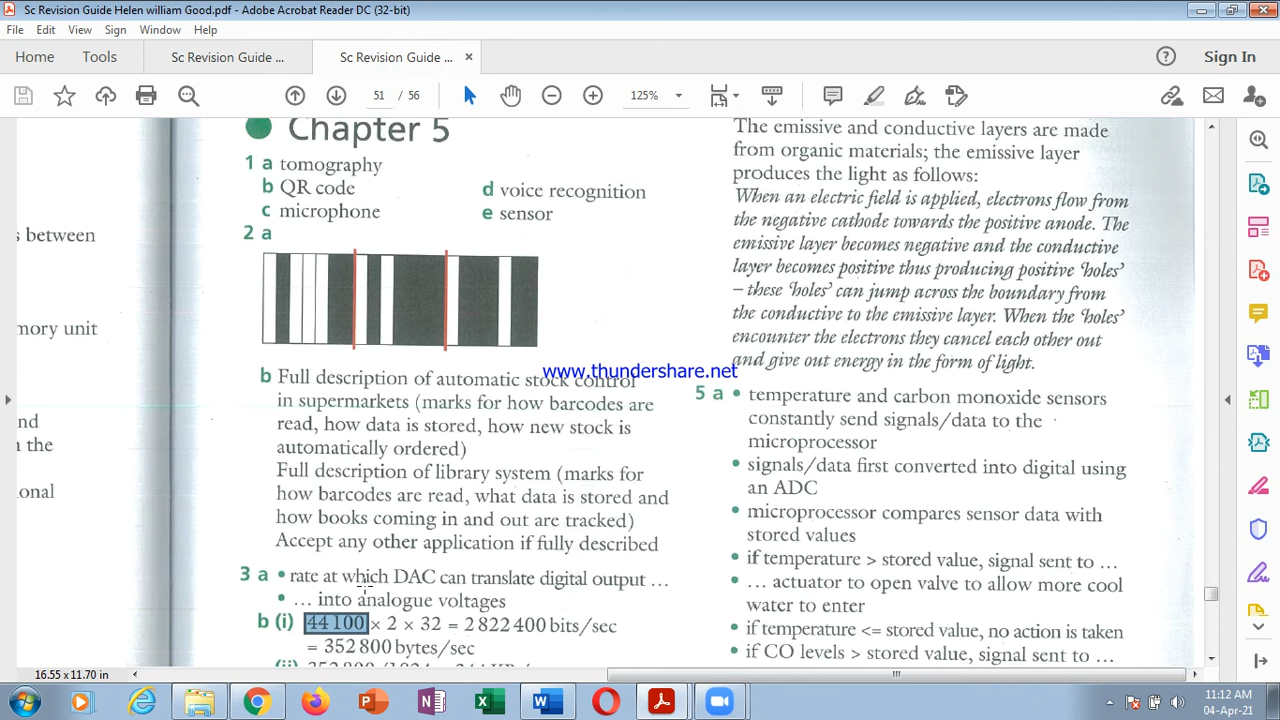 Sc Revision Guide Helen william Good.pdf - Adobe Acrobat Reader DC (32-bit)
File Edit View Sign Window Help
Home Tools Sc Revision Guide ... Sc Revision Guide ... × Sign In
51 / 56 125%
s between
mory unit
nd
n the
onal
Chapter 5
1 a tomography
b QR code
c microphone
d voice recognition
e sensor
2 a
b Full description of automatic stock control
in supermarkets (marks for how barcodes are
read, how data is stored, how new stock is
automatically ordered)
Full description of library system (marks for
how barcodes are read, what data is stored and
how books coming in and out are tracked)
Accept any other application if fully described
3 a • rate at which DAC can translate digital output ...
• ... into analogue voltages
b (i) 44 100 × 2 × 32 = 2 822 400 bits/sec
= 352 800 bytes/sec
The emissive and conductive layers are made
from organic materials; the emissive layer
produces the light as follows:
When an electric field is applied, electrons flow from
the negative cathode towards the positive anode. The
emissive layer becomes negative and the conductive
layer becomes positive thus producing positive ‘holes’
– these ‘holes’ can jump across the boundary from
the conductive to the emissive layer. When the ‘holes’
encounter the electrons they cancel each other out
and give out energy in the form of light.
www.thundershare.net
5 a • temperature and carbon monoxide sensors
constantly send signals/data to the
microprocessor
• signals/data first converted into digital using
an ADC
• microprocessor compares sensor data with
stored values
• if temperature > stored value, signal sent to ...
• ... actuator to open valve to allow more cool
water to enter
• if temperature <= stored value, no action is taken
• if CO levels > stored value, signal sent to ...
16.55 x 11.70 in
11:12 AM
04-Apr-21